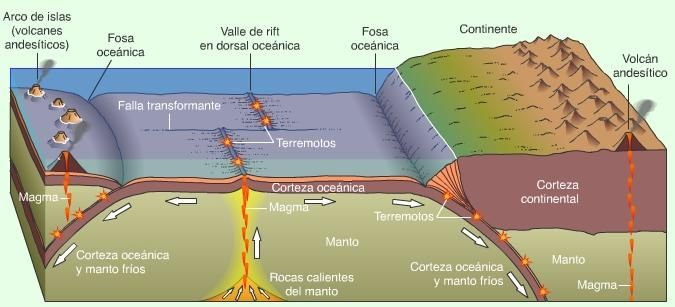 Arco de islas
(volcanes
andesíticos)
Fosa
oceánica
Valle de rift
en dorsal oceánica
Fosa
oceánica
Continente
Volcán
andesítico
Falla transformante
Terremotos
Corteza oceánica
Magma
Magma
Terremotos
Corteza
continental
Corteza oceánica
y manto fríos
Manto
Rocas calientes
del manto
Corteza oceánica
y manto fríos
Manto
Magma